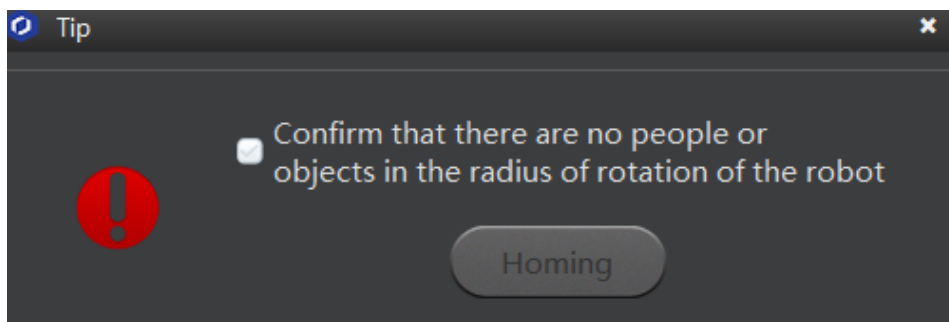 Tip
Confirm that there are no people or
objects in the radius of rotation of the robot
Homing